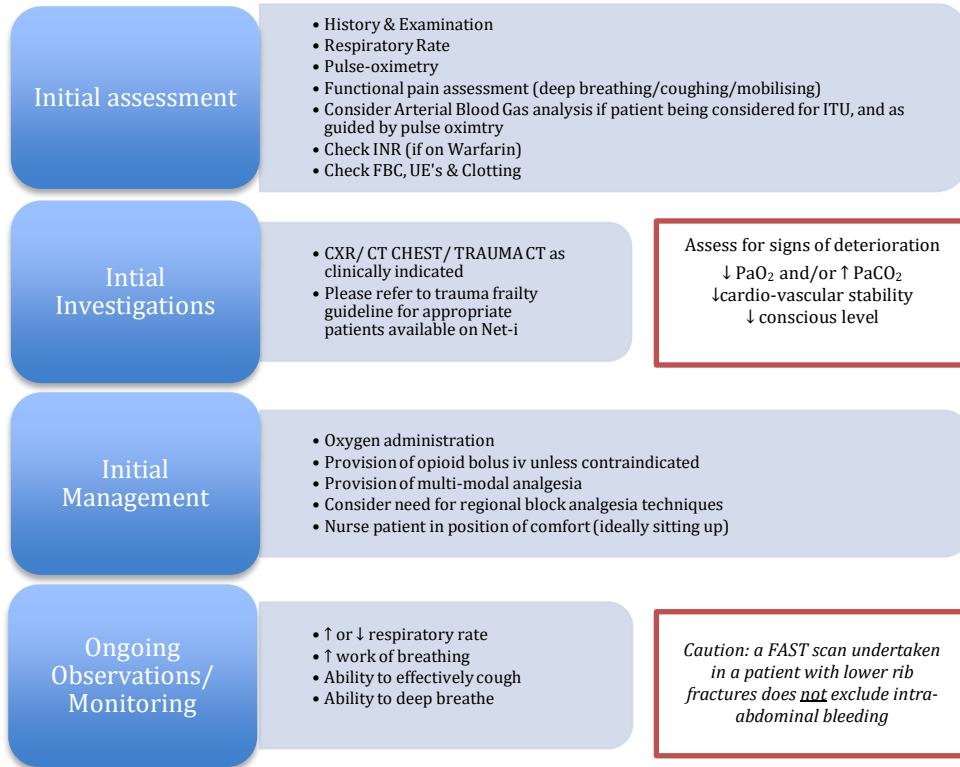 Initial assessment
• History & Examination
• Respiratory Rate
• Pulse-oximetry
• Functional pain assessment (deep breathing/coughing/mobilising)
• Consider Arterial Blood Gas analysis if patient being considered for ITU, and as
guided by pulse oximtry
• Check INR (if on Warfarin)
• Check FBC, UE's & Clotting
Intial
Investigations
• CXR/ CT CHEST/ TRAUMA CT as
clinically indicated
• Please refer to trauma frailty
guideline for appropriate
patients available on Net-i
Assess for signs of deterioration
↓ PaO₂ and/or ↑ PaCO₂
↓cardio-vascular stability
↓ conscious level
Initial
Management
• Oxygen administration
• Provision of opioid bolus iv unless contraindicated
• Provision of multi-modal analgesia
• Consider need for regional block analgesia techniques
• Nurse patient in position of comfort (ideally sitting up)
Ongoing
Observations/
Monitoring
• ↑ or ↓ respiratory rate
• ↑ work of breathing
• Ability to effectively cough
• Ability to deep breathe
Caution: a FAST scan undertaken
in a patient with lower rib
fractures does not exclude intra-
abdominal bleeding